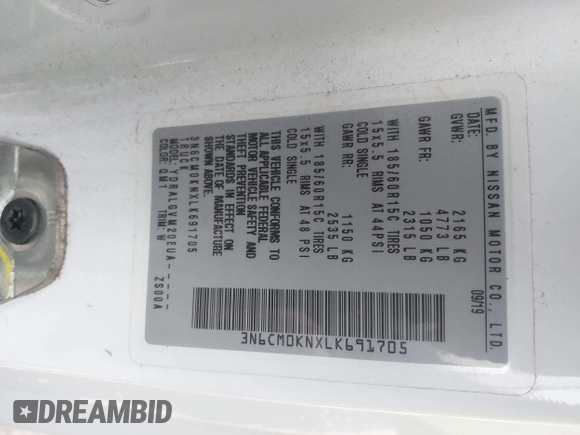 MFD. BY NISSAN MOTOR CO., LTD.
DATE: 09/19
GVWR: 2165 KG
4773 LB
GAWR FR: 1050 KG
2315 LB
WITH 185/60R15C TIRES
15x5.5 RIMS AT 44PSI
COLD SINGLE
GAWR RR: 1150 KG
2535 LB
WITH 185/60R15C TIRES
15x5.5 RIMS AT 48 PSI
COLD SINGLE
THIS VEHICLE CONFORMS TO
ALL APPLICABLE FEDERAL
MOTOR VEHICLE SAFETY AND
THEFT PREVENTION
STANDARDS IN EFFECT ON
THE DATE OF MANUFACTURE
SHOWN ABOVE.
3N6CM0KNXLK691705
TRUCK
MODEL YDRALGVM20EUA-----
COLOR: QM1 TRIM: W ZS00A
3N6CM0KNXLK691705
DREAMBID